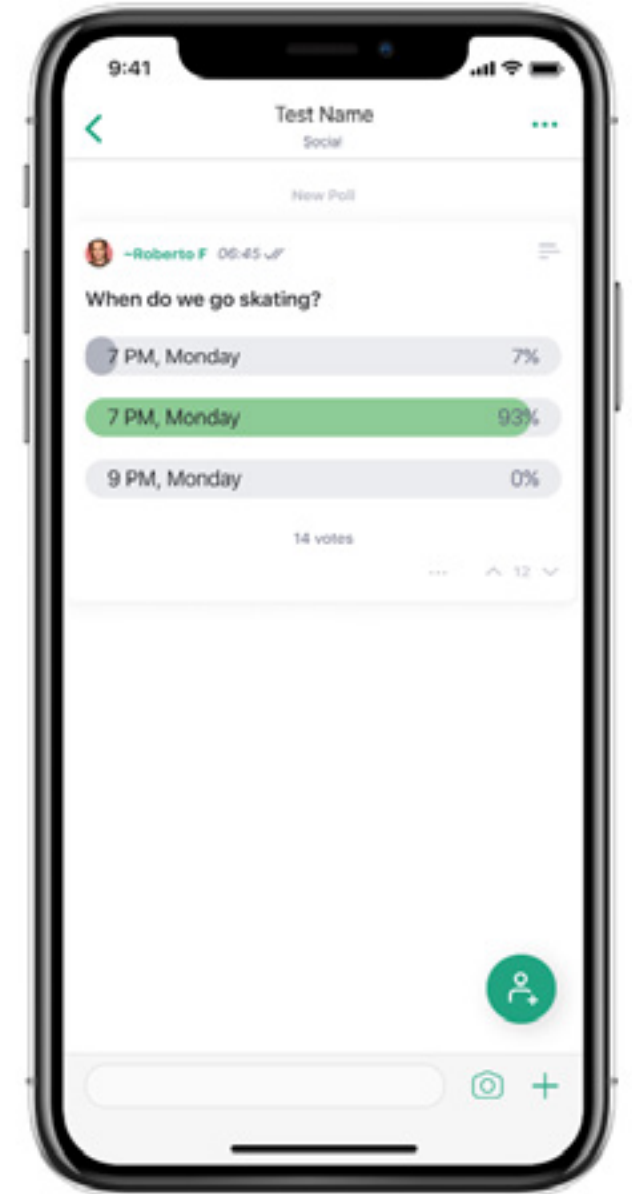 9:41
Test Name
Social
New Poll
~Roberto F 06:45
When do we go skating?
7 PM, Monday 7%
7 PM, Monday 93%
9 PM, Monday 0%
14 votes
... 12